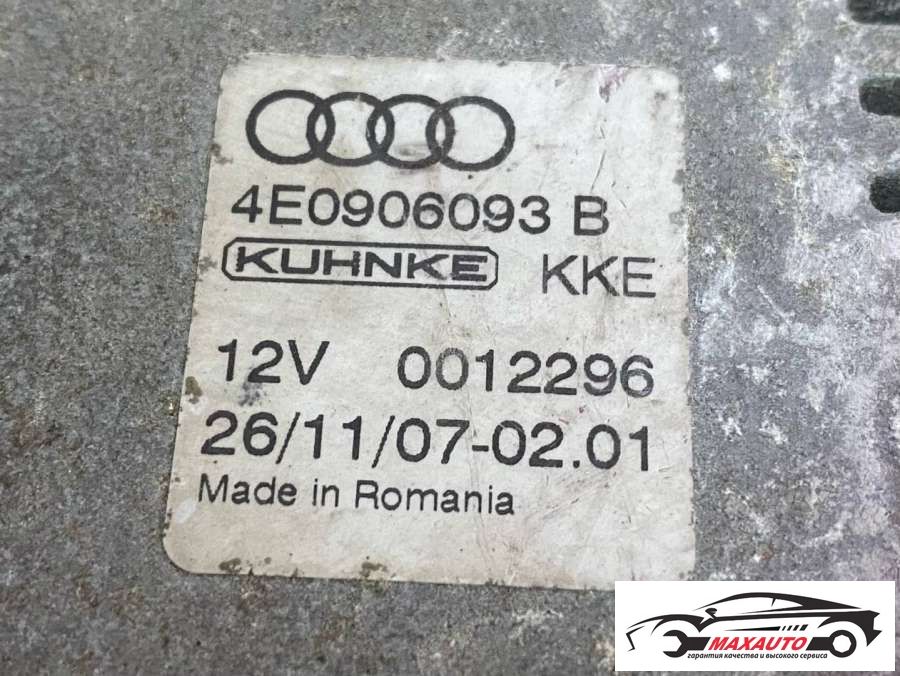 4E0906093 B
KUHNKE KKE
12V 0012296
26/11/07-02.01
Made in Romania
MAXAUTO
гарантия качества и высокого сервиса